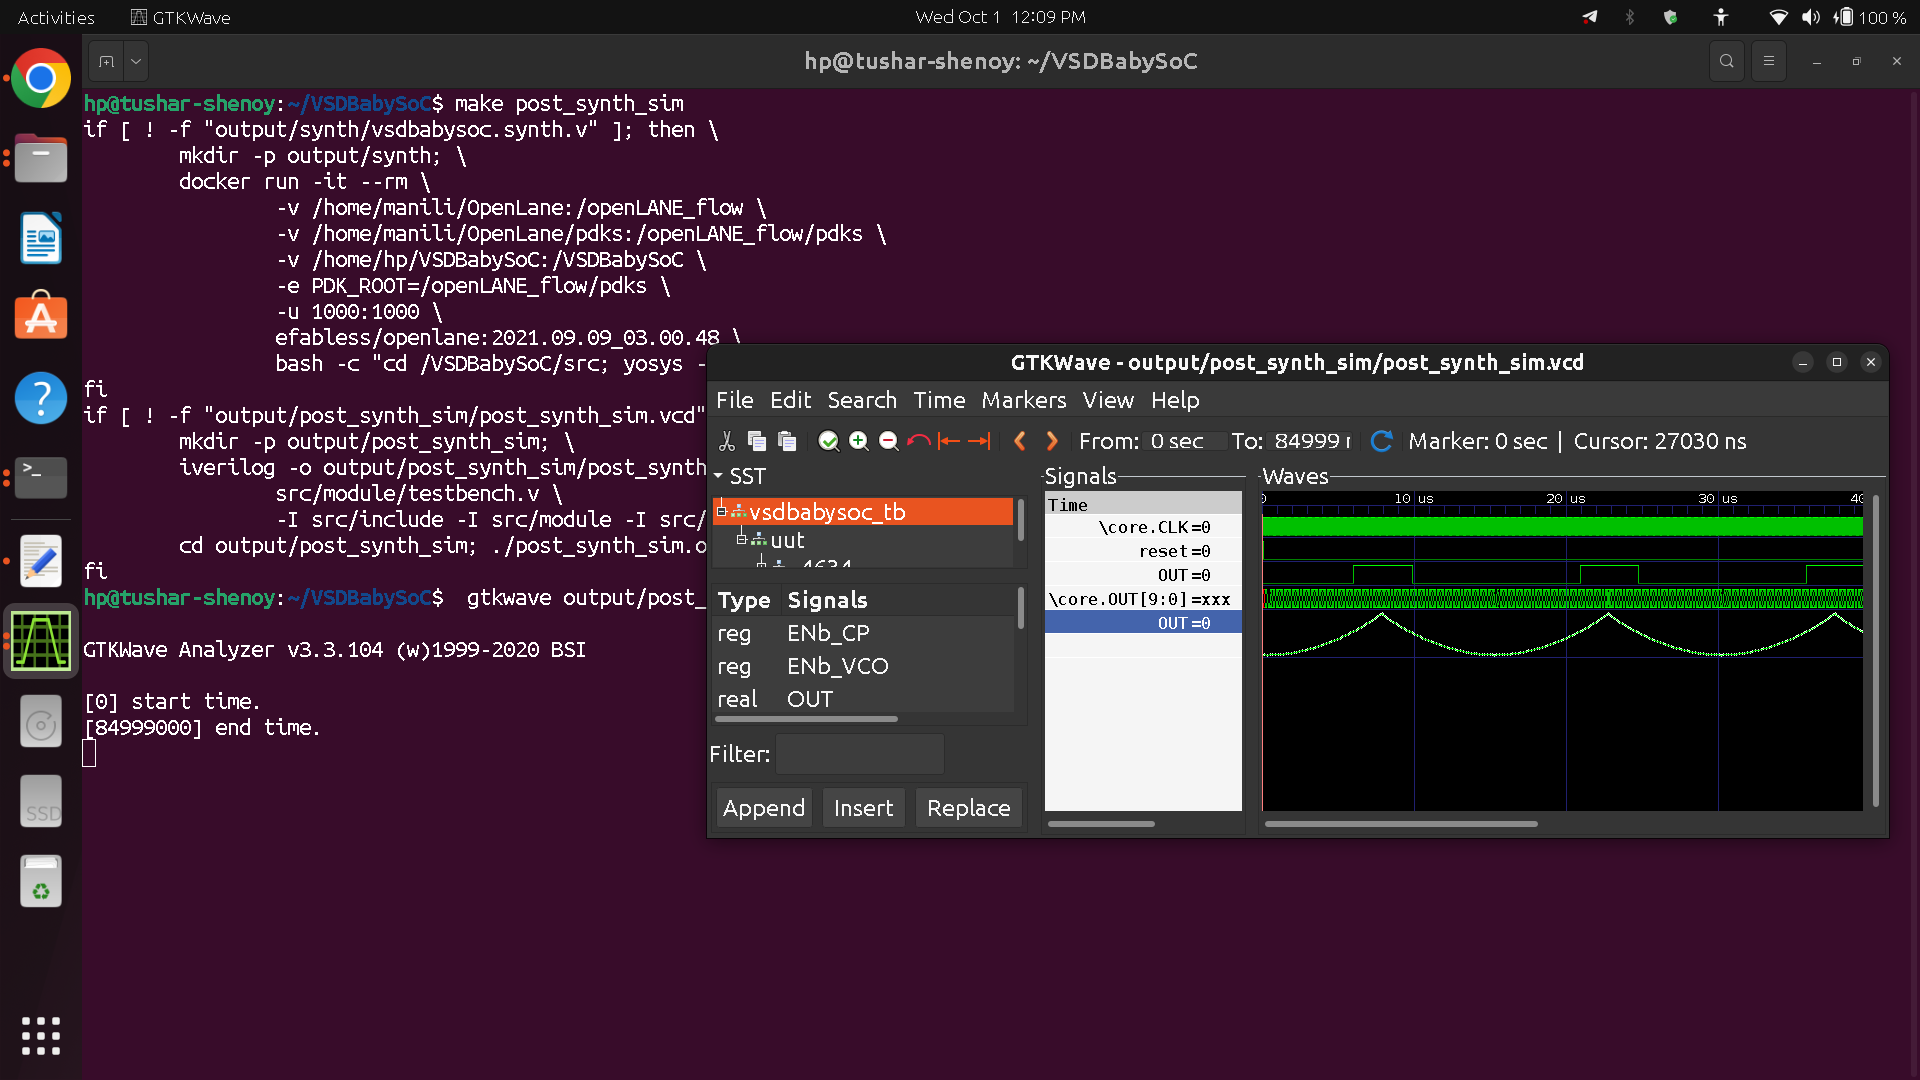 Activities GTKWave Wed Oct 1 12:09 PM 100 %
hp@tushar-shenoy: ~/VSDBabySoC
hp@tushar-shenoy:~/VSDBabySoC$ make post_synth_sim
if [ ! -f "output/synth/vsdbabysoc.synth.v" ]; then \
mkdir -p output/synth; \
docker run -it --rm \
-v /home/manili/OpenLane:/openLANE_flow \
-v /home/manili/OpenLane/pdks:/openLANE_flow/pdks \
-v /home/hp/VSDBabySoC:/VSDBabySoC \
-e PDK_ROOT=/openLANE_flow/pdks \
-u 1000:1000 \
efabless/openlane:2021.09.09_03.00.48 \
bash -c "cd /VSDBabySoC/src; yosys -
fi
if [ ! -f "output/post_synth_sim/post_synth_sim.vcd"
mkdir -p output/post_synth_sim; \
iverilog -o output/post_synth_sim/post_synth
src/module/testbench.v \
-I src/include -I src/module -I src/
cd output/post_synth_sim; ./post_synth_sim.o
fi
hp@tushar-shenoy:~/VSDBabySoC$ gtkwave output/post_
GTKWave Analyzer v3.3.104 (w)1999-2020 BSI
[0] start time.
[84999000] end time.
GTKWave - output/post_synth_sim/post_synth_sim.vcd
File Edit Search Time Markers View Help
From: 0 sec To: 84999 Marker: 0 sec | Cursor: 27030 ns
SST
vsdbabysoc_tb
uut
_4634_
Type Signals
reg ENb_CP
reg ENb_VCO
real OUT
Filter:
Append Insert Replace
Signals
Time
\core.CLK=0
reset=0
OUT=0
\core.OUT[9:0]=xxx
OUT=0
Waves
0 10 us 20 us 30 us 40
SSD